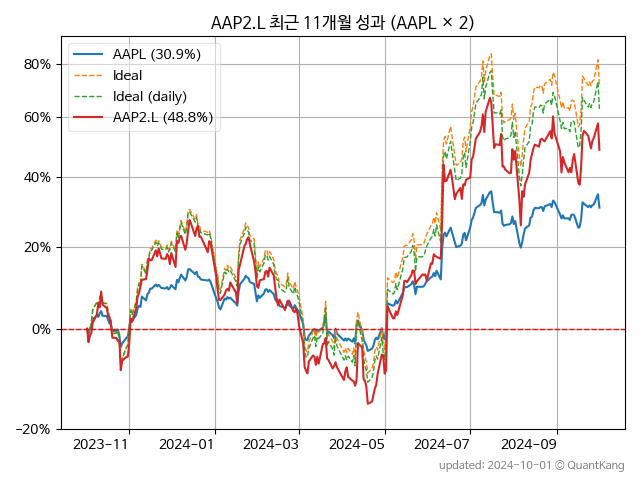 AAP2.L 최근 11개월 성과 (AAPL × 2)
AAPL (30.9%)
Ideal
Ideal (daily)
AAP2.L (48.8%)
80%
60%
40%
20%
0%
−20%
2023-11
2024-01
2024-03
2024-05
2024-07
2024-09
updated: 2024-10-01 © QuantKang